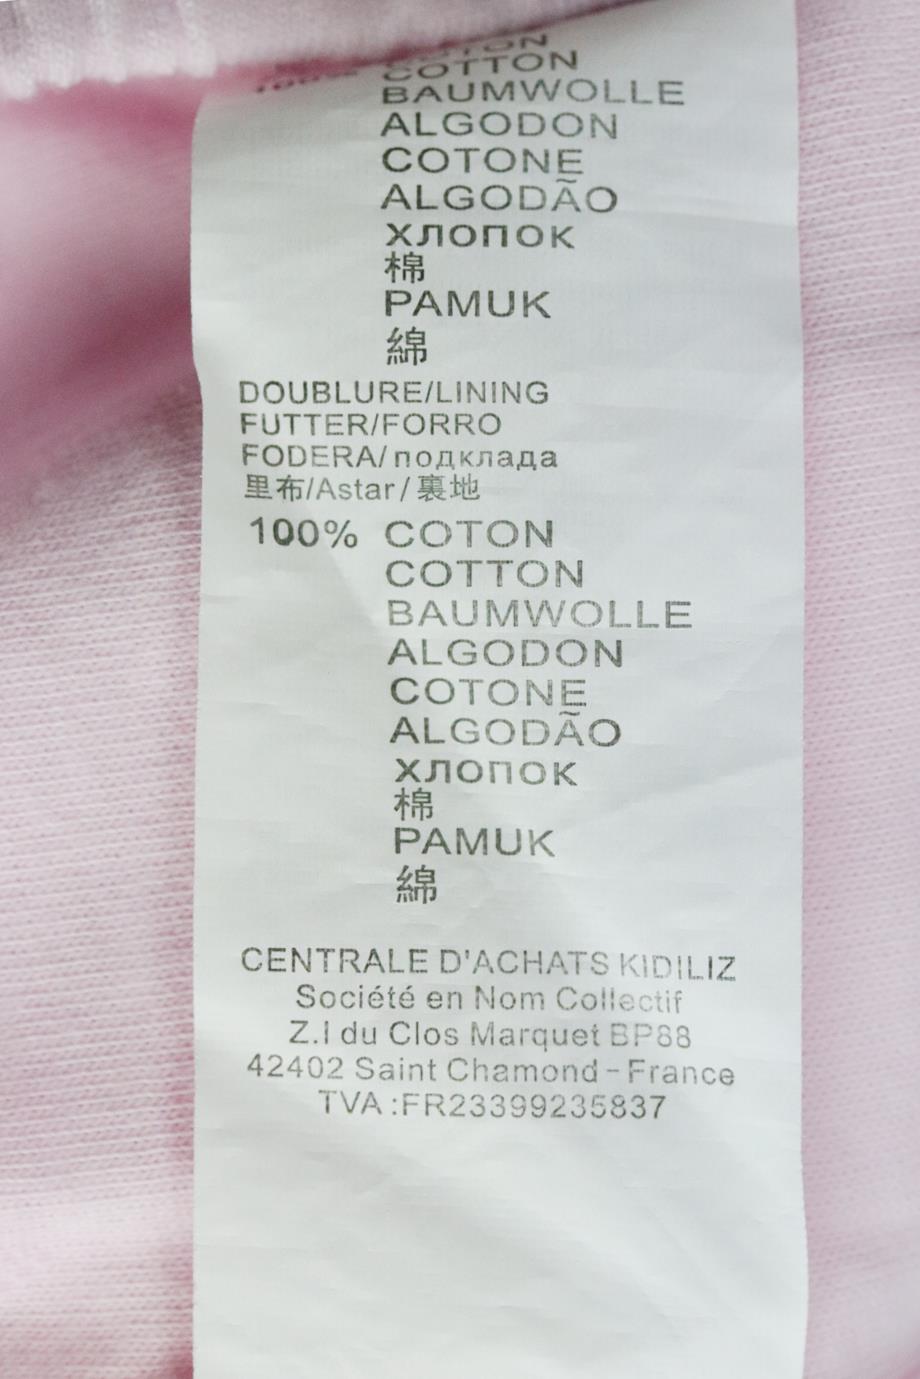 100% COTON
COTTON
BAUMWOLLE
ALGODON
COTONE
ALGODÃO
ХЛОПОК
棉
PAMUK
綿
DOUBLURE/LINING
FUTTER/FORRO
FODERA/подклада
里布/Astar/裏地
100% COTON
COTTON
BAUMWOLLE
ALGODON
COTONE
ALGODÃO
ХЛОПОК
棉
PAMUK
綿
CENTRALE D'ACHATS KIDILIZ
Société en Nom Collectif
Z.I du Clos Marquet BP88
42402 Saint Chamond - France
TVA :FR23399235837